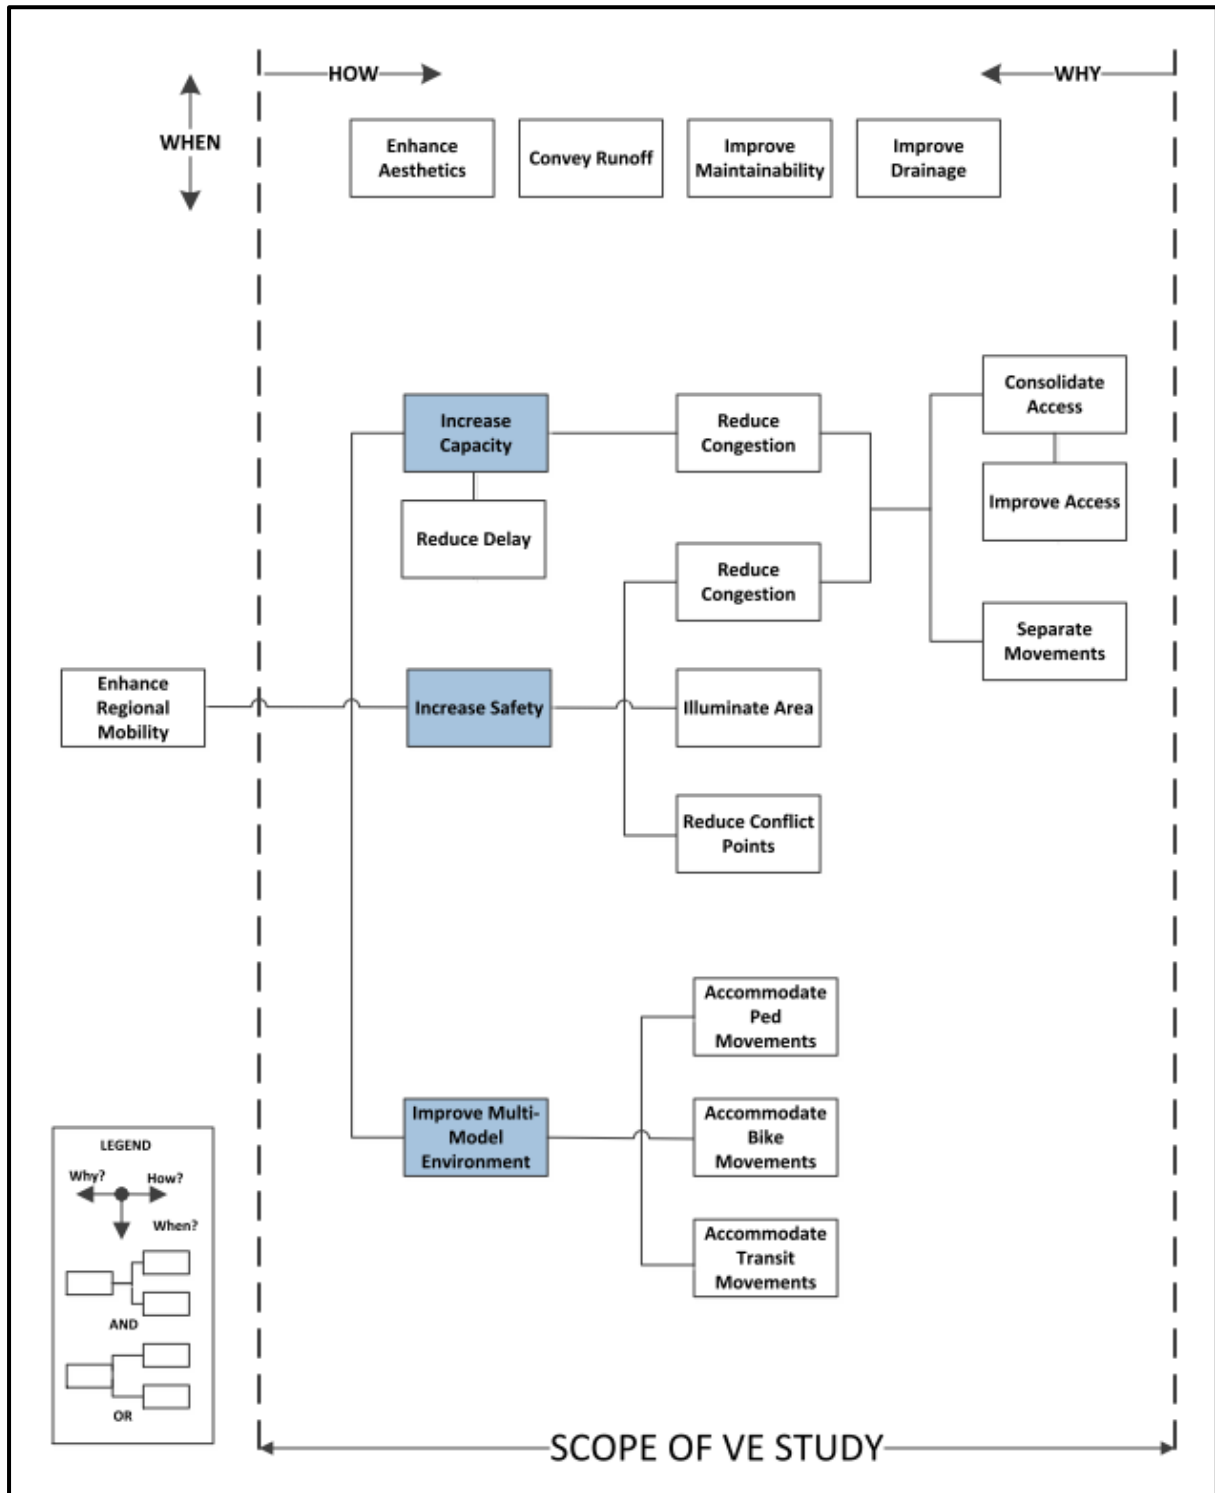 HOW
WHY
WHEN
Enhance
Aesthetics
Convey Runoff
Improve
Maintainability
Improve
Drainage
Consolidate
Access
Increase
Capacity
Reduce
Congestion
Improve Access
Reduce Delay
Reduce
Congestion
Separate
Movements
Enhance
Regional
Mobility
Increase Safety
Illuminate Area
Reduce Conflict
Points
Accommodate
Ped
Movements
Improve Multi-
Model
Environment
Accommodate
Bike
Movements
Accommodate
Transit
Movements
LEGEND
Why?
How?
When?
AND
OR
SCOPE OF VE STUDY